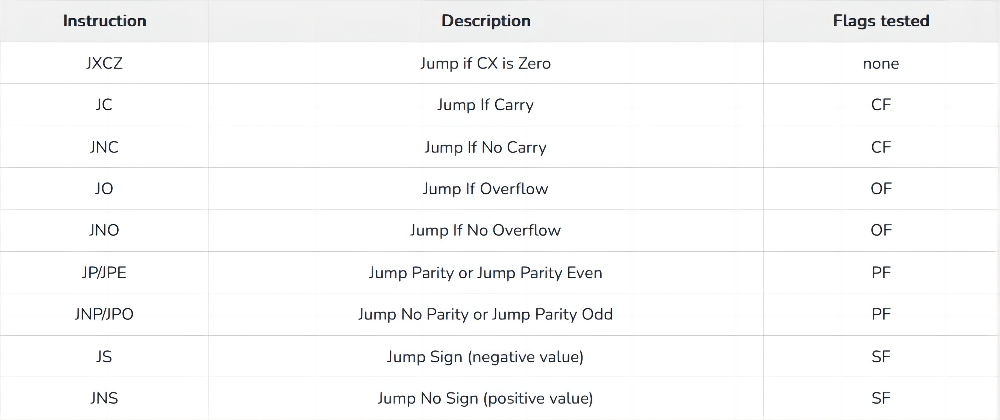 Instruction Description Flags tested
JXCZ Jump if CX is Zero none
JC Jump If Carry CF
JNC Jump If No Carry CF
JO Jump If Overflow OF
JNO Jump If No Overflow OF
JP/JPE Jump Parity or Jump Parity Even PF
JNP/JPO Jump No Parity or Jump Parity Odd PF
JS Jump Sign (negative value) SF
JNS Jump No Sign (positive value) SF